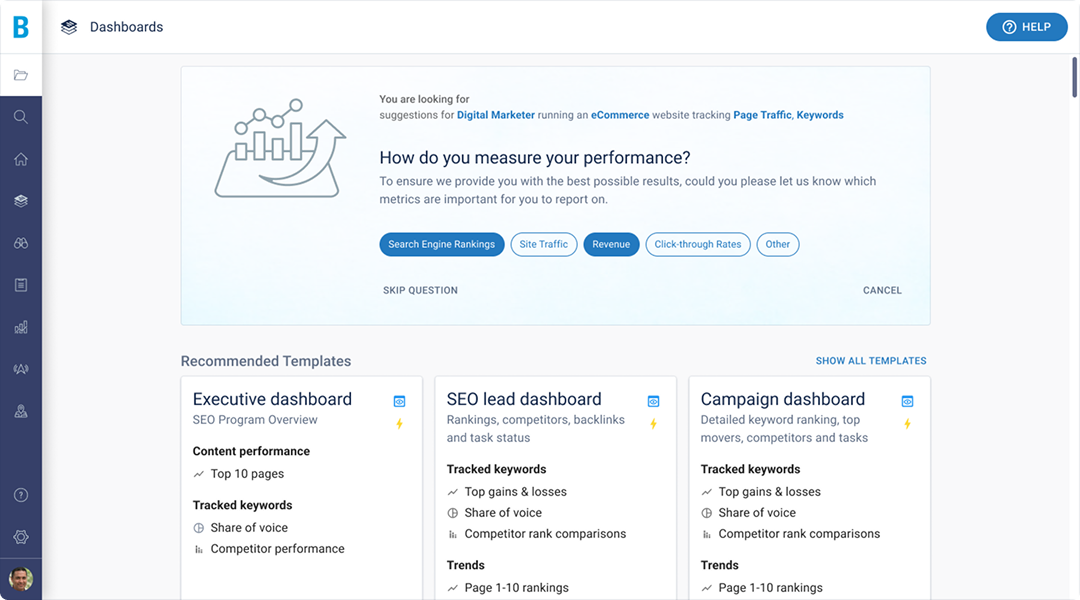 B
Dashboards
HELP
You are looking for
suggestions for Digital Marketer running an eCommerce website tracking Page Traffic, Keywords
How do you measure your performance?
To ensure we provide you with the best possible results, could you please let us know which
metrics are important for you to report on.
Search Engine Rankings
Site Traffic
Revenue
Click-through Rates
Other
SKIP QUESTION
CANCEL
Recommended Templates
SHOW ALL TEMPLATES
Executive dashboard
SEO Program Overview
Content performance
Top 10 pages
Tracked keywords
Share of voice
Competitor performance
SEO lead dashboard
Rankings, competitors, backlinks
and task status
Tracked keywords
Top gains & losses
Share of voice
Competitor rank comparisons
Trends
Page 1-10 rankings
Campaign dashboard
Detailed keyword ranking, top
movers, competitors and tasks
Tracked keywords
Top gains & losses
Share of voice
Competitor rank comparisons
Trends
Page 1-10 rankings